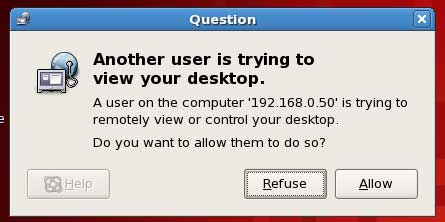 Question
Another user is trying to
view your desktop.
A user on the computer '192.168.0.50' is trying to
remotely view or control your desktop.
Do you want to allow them to do so?
Help
Refuse
Allow